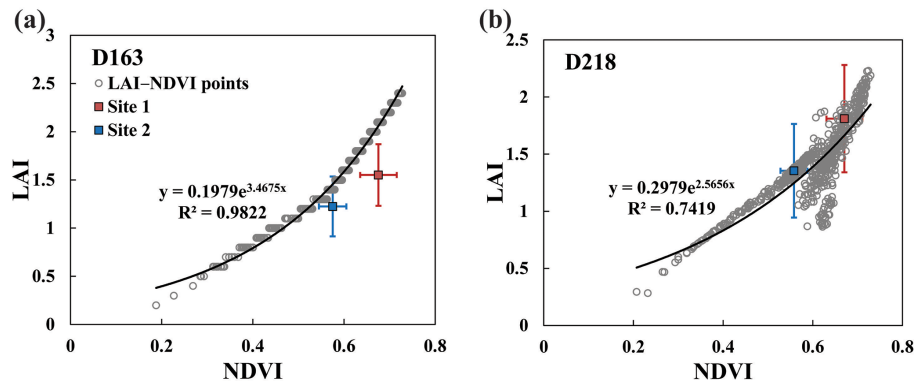 (a)
D163
LAI–NDVI points
Site 1
Site 2
y = 0.1979e^3.4675x
R² = 0.9822
LAI
3
2.5
2
1.5
1
0.5
0
0 0.2 0.4 0.6 0.8
NDVI
(b)
D218
y = 0.2979e^2.5656x
R² = 0.7419
LAI
2.5
2
1.5
1
0.5
0
0 0.2 0.4 0.6 0.8
NDVI